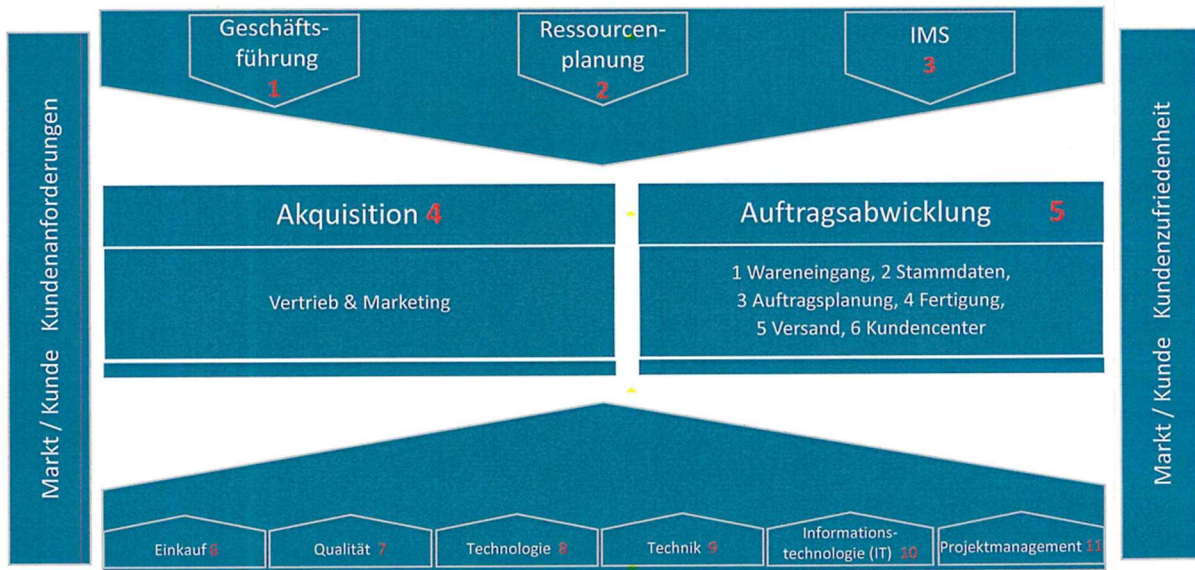 Markt / Kunde Kundenanforderungen
Geschäfts-
führung
1
Ressourcen-
planung
2
IMS
3
Akquisition 4
Vertrieb & Marketing
Auftragsabwicklung 5
1 Wareneingang, 2 Stammdaten,
3 Auftragsplanung, 4 Fertigung,
5 Versand, 6 Kundencenter
Einkauf 6
Qualität 7
Technologie 8
Technik 9
Informations-
technologie (IT) 10
Projektmanagement 11
Markt / Kunde Kundenzufriedenheit